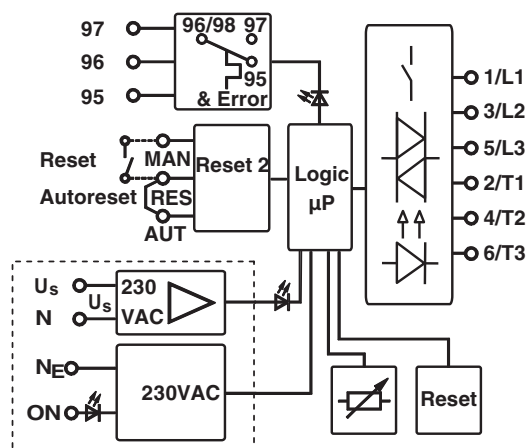 97
96
95
96/98 97
95
& Error
Reset
Autoreset
MAN
RES
AUT
Reset 2
Logic
µP
1/L1
3/L2
5/L3
2/T1
4/T2
6/T3
Us
N
Us
230
VAC
NE
ON
230VAC
Reset